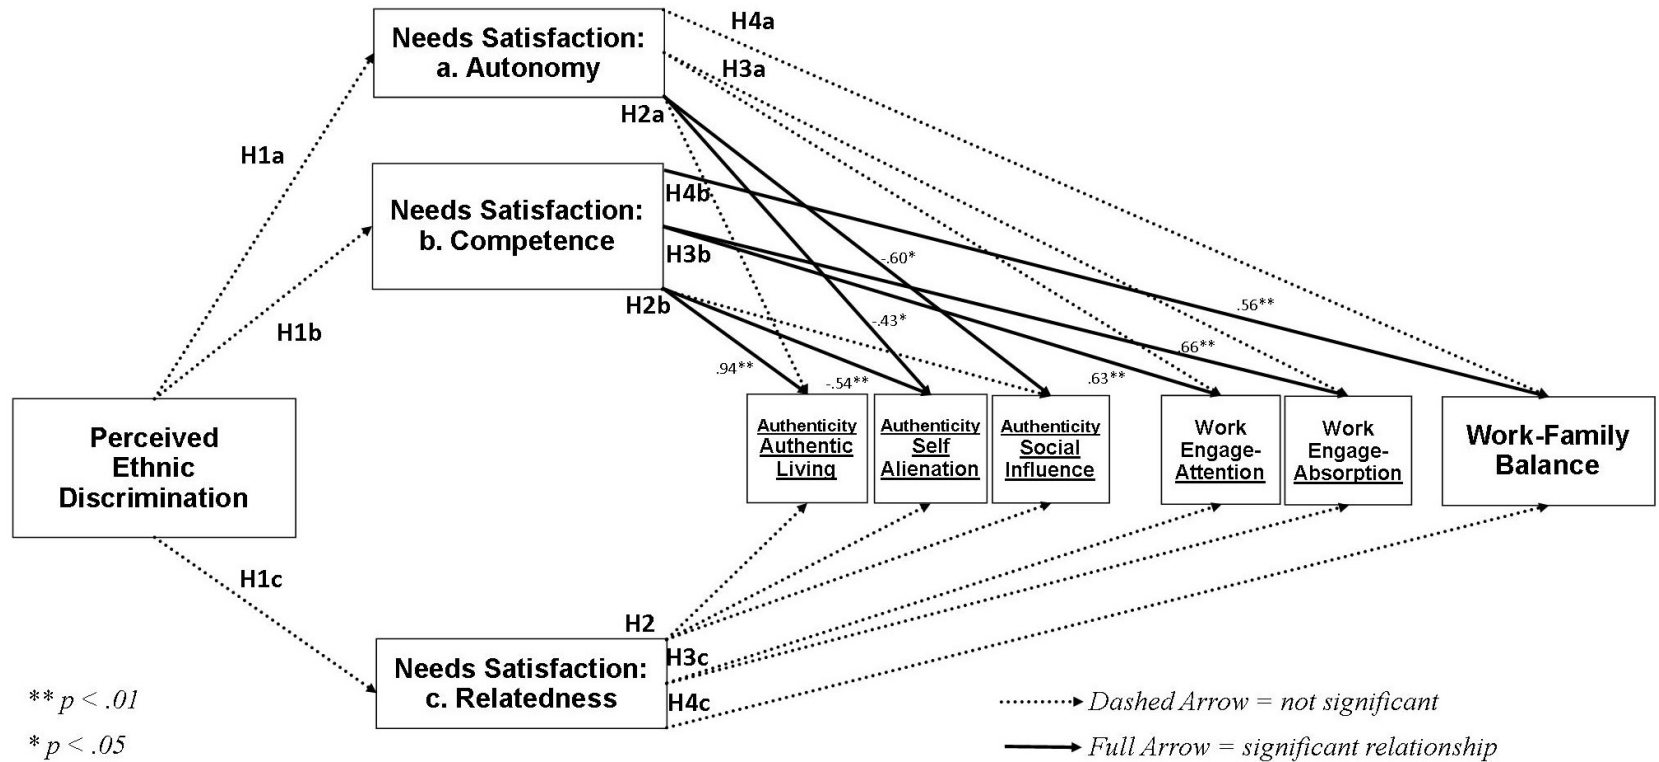 H4a
Needs Satisfaction:
a. Autonomy
H3a
H2a
H1a
H4b
Needs Satisfaction:
b. Competence
H3b
-.60*
H2b
.56**
H1b
-.43*
.66**
.94**
-.54**
.63**
Perceived
Ethnic
Discrimination
Authenticity
Authentic
Living
Authenticity
Self
Alienation
Authenticity
Social
Influence
Work
Engage-
Attention
Work
Engage-
Absorption
Work-Family
Balance
H1c
H2
Needs Satisfaction:
c. Relatedness
H3c
H4c
** p < .01
* p < .05
Dashed Arrow = not significant
Full Arrow = significant relationship